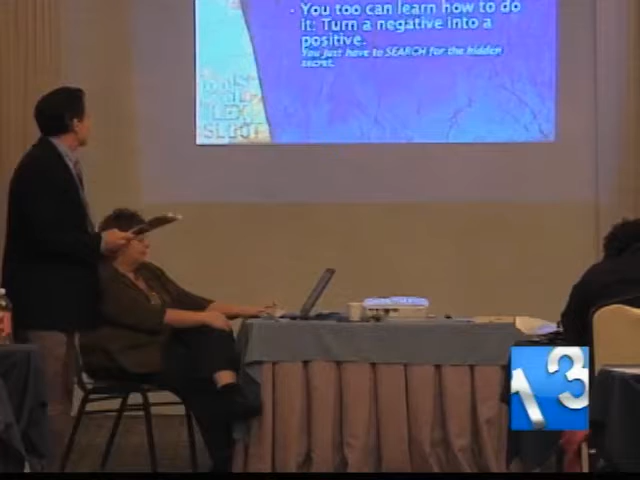 - You too can learn how to do
it: Turn a negative into a
positive.
You just have to SEARCH for the hidden
secret.
SLOUT
13